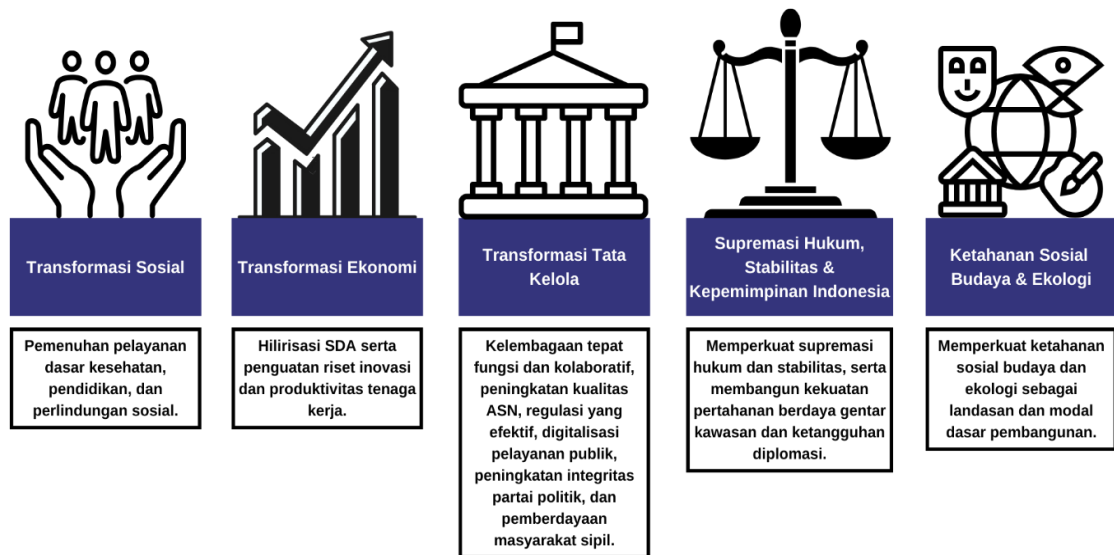 Transformasi Sosial
Pemenuhan pelayanan
dasar kesehatan,
pendidikan, dan
perlindungan sosial.
Transformasi Ekonomi
Hilirisasi SDA serta
penguatan riset inovasi
dan produktivitas tenaga
kerja.
Transformasi Tata
Kelola
Kelembagaan tepat
fungsi dan kolaboratif,
peningkatan kualitas
ASN, regulasi yang
efektif, digitalisasi
pelayanan publik,
peningkatan integritas
partai politik, dan
pemberdayaan
masyarakat sipil.
Supremasi Hukum,
Stabilitas &
Kepemimpinan Indonesia
Memperkuat supremasi
hukum dan stabilitas, serta
membangun kekuatan
pertahanan berdaya gentar
kawasan dan ketangguhan
diplomasi.
Ketahanan Sosial
Budaya & Ekologi
Memperkuat ketahanan
sosial budaya dan
ekologi sebagai
landasan dan modal
dasar pembangunan.